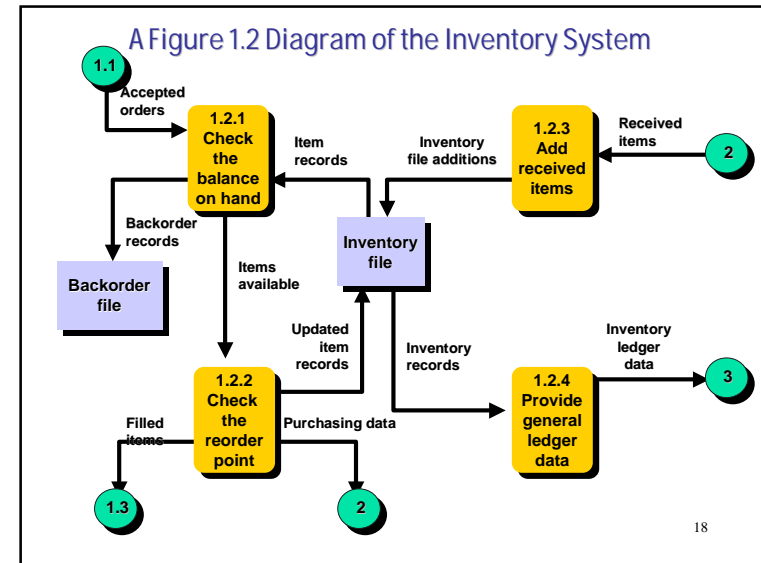 A Figure 1.2 Diagram of the Inventory System
1.1
Accepted
orders
1.2.1
Check
the
balance
on hand
Item
records
Inventory
file additions
1.2.3
Add
received
items
Received
items
2
Backorder
records
Backorder
file
Items
available
Inventory
file
Updated
item
records
Inventory
records
Inventory
ledger
data
1.2.2
Check
the
reorder
point
1.2.4
Provide
general
ledger
data
3
Filled
items
Purchasing data
1.3
2
18